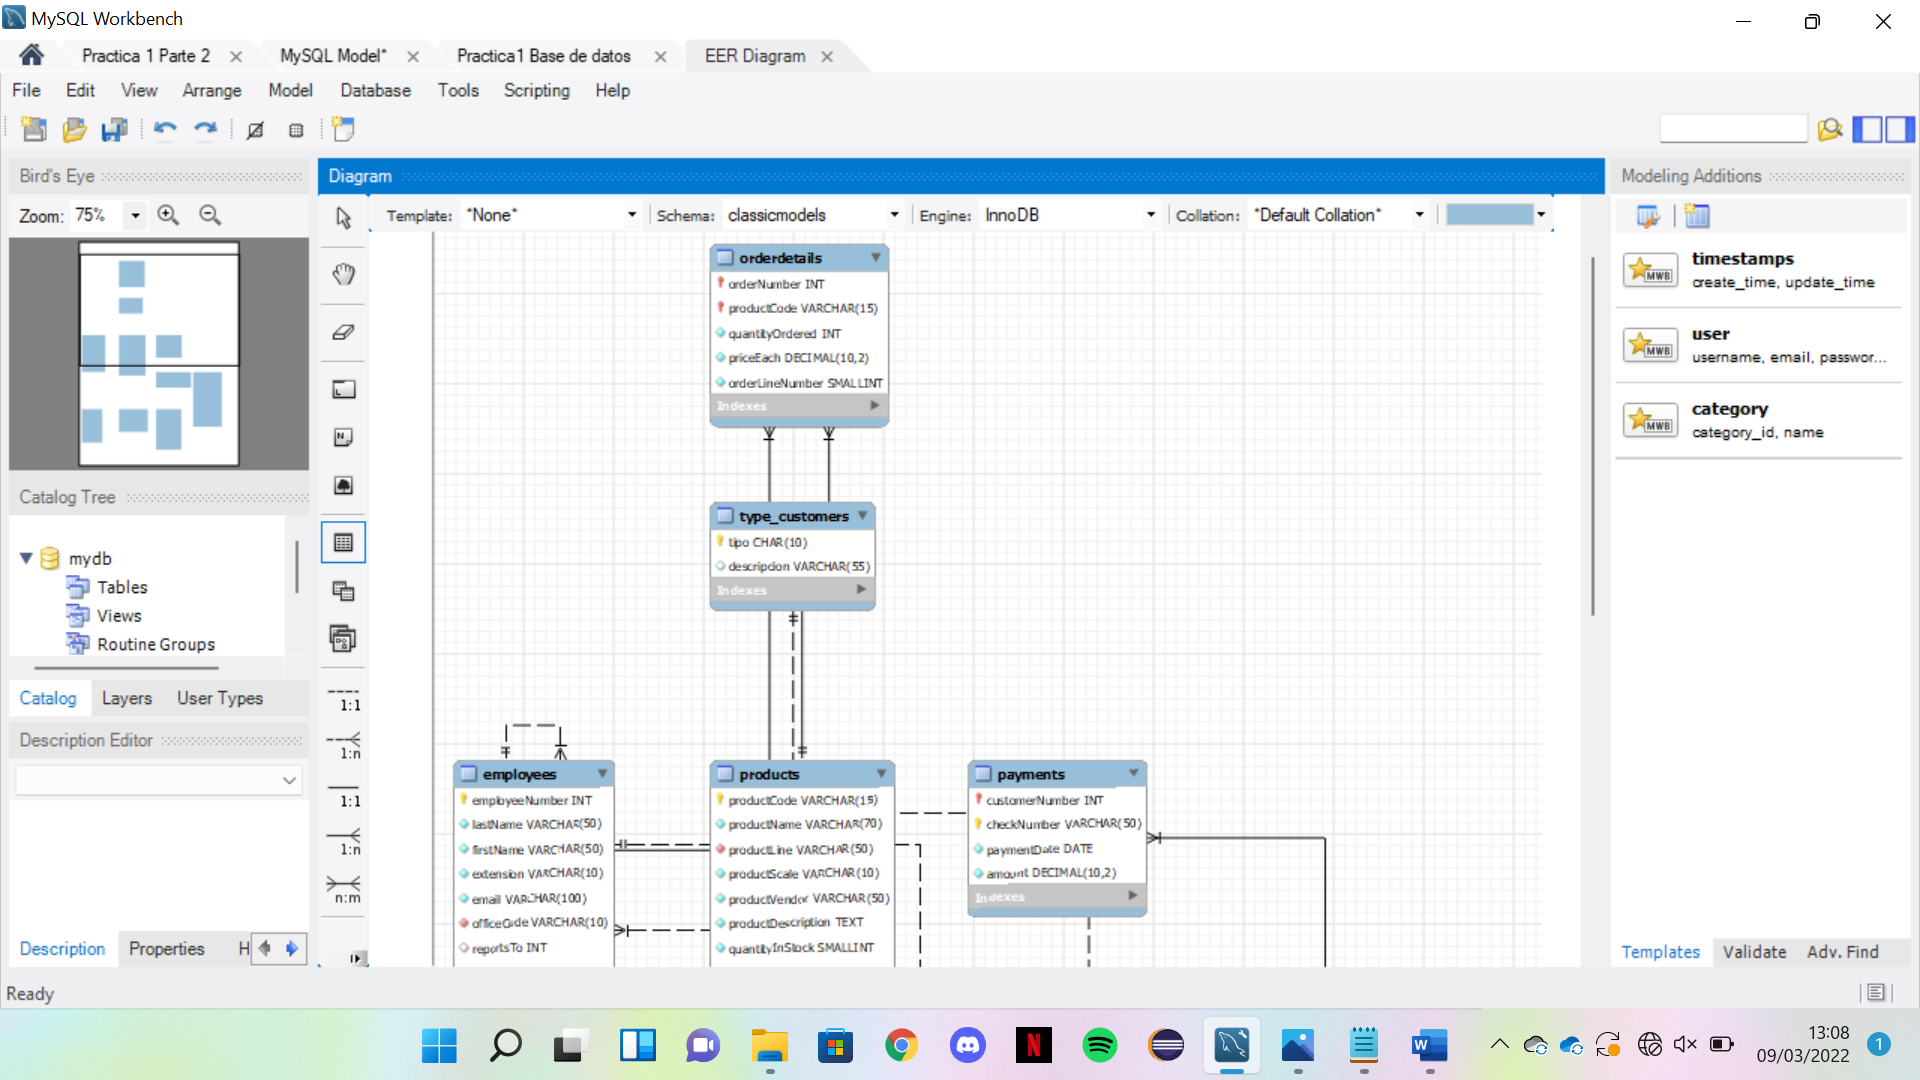 MySQL Workbench
Practica 1 Parte 2
MySQL Model*
Practica1 Base de datos
EER Diagram
File Edit View Arrange Model Database Tools Scripting Help
Bird's Eye
Zoom: 75%
Catalog Tree
mydb
Tables
Views
Routine Groups
Catalog Layers User Types
Description Editor
Description Properties H
Ready
Diagram
Template: *None* Schema: classicmodels Engine: InnoDB Collation: *Default Collation*
1:1
1:n
1:1
1:n
n:m
orderdetails
orderNumber INT
productCode VARCHAR(15)
quantityOrdered INT
priceEach DECIMAL(10,2)
orderLineNumber SMALLINT
Indexes
type_customers
tipo CHAR(10)
descripcion VARCHAR(55)
Indexes
employees
employeeNumber INT
lastName VARCHAR(50)
firstName VARCHAR(50)
extension VARCHAR(10)
email VARCHAR(100)
officeCode VARCHAR(10)
reportsTo INT
products
productCode VARCHAR(15)
productName VARCHAR(70)
productLine VARCHAR(50)
productScale VARCHAR(10)
productVendor VARCHAR(50)
productDescription TEXT
quantityInStock SMALLINT
payments
customerNumber INT
checkNumber VARCHAR(50)
paymentDate DATE
amount DECIMAL(10,2)
Indexes
Modeling Additions
MWB
timestamps
create_time, update_time
MWB
user
username, email, passwor...
MWB
category
category_id, name
Templates Validate Adv. Find
13:08
09/03/2022
1